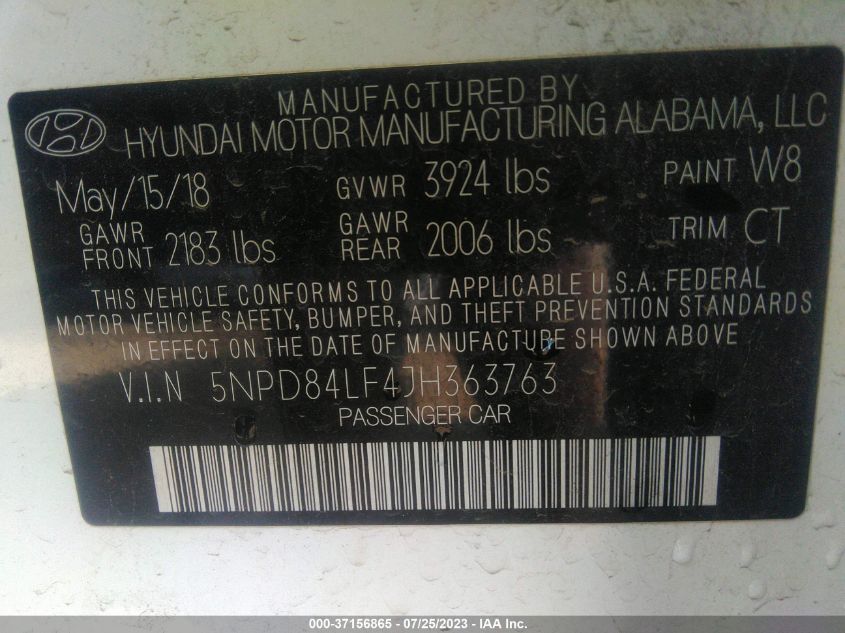 MANUFACTURED BY
HYUNDAI MOTOR MANUFACTURING ALABAMA, LLC
May/15/18 GVWR 3924 lbs PAINT W8
GAWR FRONT 2183 lbs GAWR REAR 2006 lbs TRIM CT
THIS VEHICLE CONFORMS TO ALL APPLICABLE U.S.A. FEDERAL
MOTOR VEHICLE SAFETY, BUMPER, AND THEFT PREVENTION STANDARDS
IN EFFECT ON THE DATE OF MANUFACTURE SHOWN ABOVE
V.I.N 5NPD84LF4JH363763
PASSENGER CAR
000-37156865 - 07/25/2023 - IAA Inc.